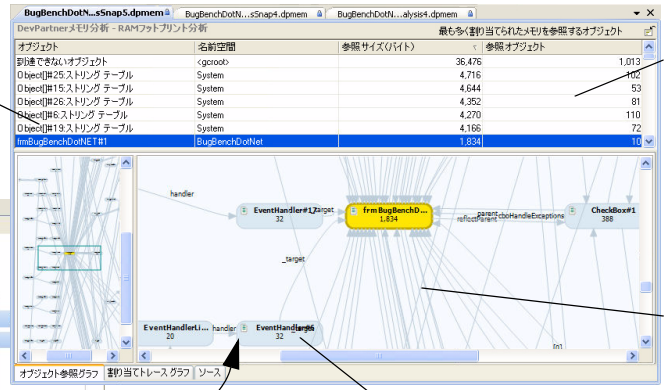 BugBenchDotN...sSnap5.dpmem BugBenchDotN...sSnap4.dpmem BugBenchDotN...alysis4.dpmem
DevPartnerメモリ分析 - RAMフットプリント分析 最も多く割り当てられたメモリを参照するオブジェクト
オブジェクト 名前空間 参照サイズ(バイト) 参照オブジェクト
到達できないオブジェクト <gcroot> 36,476 1,013
Object[]#25:ストリング テーブル System 4,716 102
Object[]#15:ストリング テーブル System 4,644 53
Object[]#26:ストリング テーブル System 4,352 81
Object[]#6:ストリング テーブル System 4,270 110
Object[]#19:ストリング テーブル System 4,166 72
frmBugBenchDotNET#1 BugBenchDotNet 1,834 10
handler
EventHandler#17 _target frmBugBenchD... parent cboHandleExceptions CheckBox#1
32 1,834 reflectParent 388
_target
EventHandlerLi... handler EventHandler#6 _target
20 32
[n]
オブジェクト参照グラフ 割り当てトレース グラフ ソース